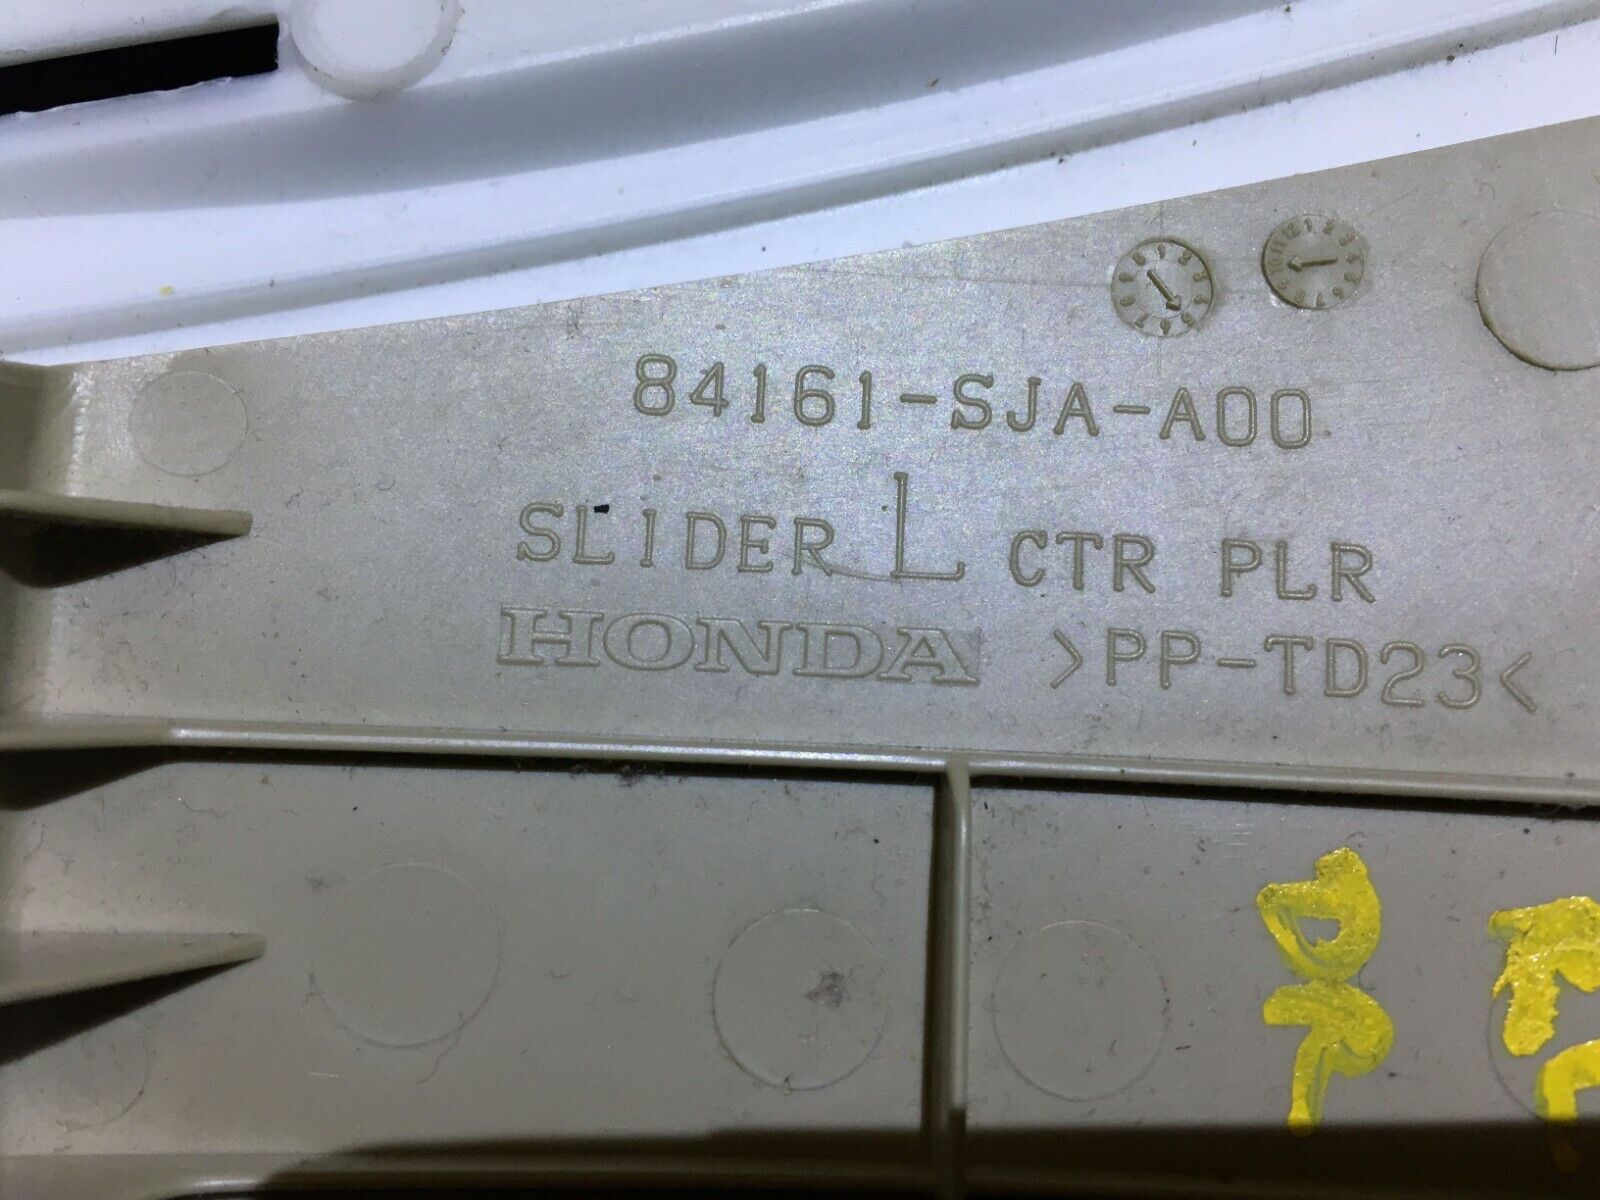 84161-SJA-A00
SLIDER L CTR PLR
HONDA >PP-TD23<